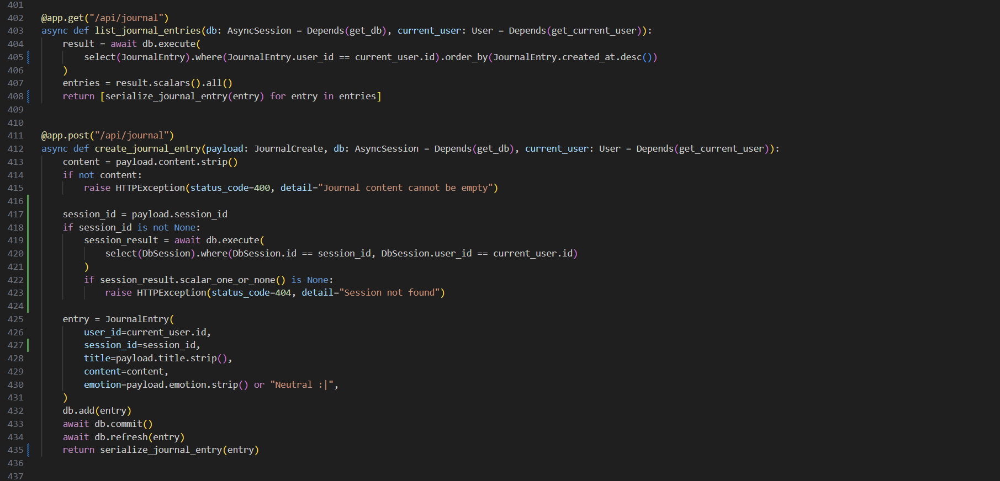 401
402 @app.get("/api/journal")
403 async def list_journal_entries(db: AsyncSession = Depends(get_db), current_user: User = Depends(get_current_user)):
404     result = await db.execute(
405         select(JournalEntry).where(JournalEntry.user_id == current_user.id).order_by(JournalEntry.created_at.desc())
406     )
407     entries = result.scalars().all()
408     return [serialize_journal_entry(entry) for entry in entries]
409
410
411 @app.post("/api/journal")
412 async def create_journal_entry(payload: JournalCreate, db: AsyncSession = Depends(get_db), current_user: User = Depends(get_current_user)):
413     content = payload.content.strip()
414     if not content:
415         raise HTTPException(status_code=400, detail="Journal content cannot be empty")
416
417     session_id = payload.session_id
418     if session_id is not None:
419         session_result = await db.execute(
420             select(DbSession).where(DbSession.id == session_id, DbSession.user_id == current_user.id)
421         )
422         if session_result.scalar_one_or_none() is None:
423             raise HTTPException(status_code=404, detail="Session not found")
424
425     entry = JournalEntry(
426         user_id=current_user.id,
427         session_id=session_id,
428         title=payload.title.strip(),
429         content=content,
430         emotion=payload.emotion.strip() or "Neutral :|",
431     )
432     db.add(entry)
433     await db.commit()
434     await db.refresh(entry)
435     return serialize_journal_entry(entry)
436
437